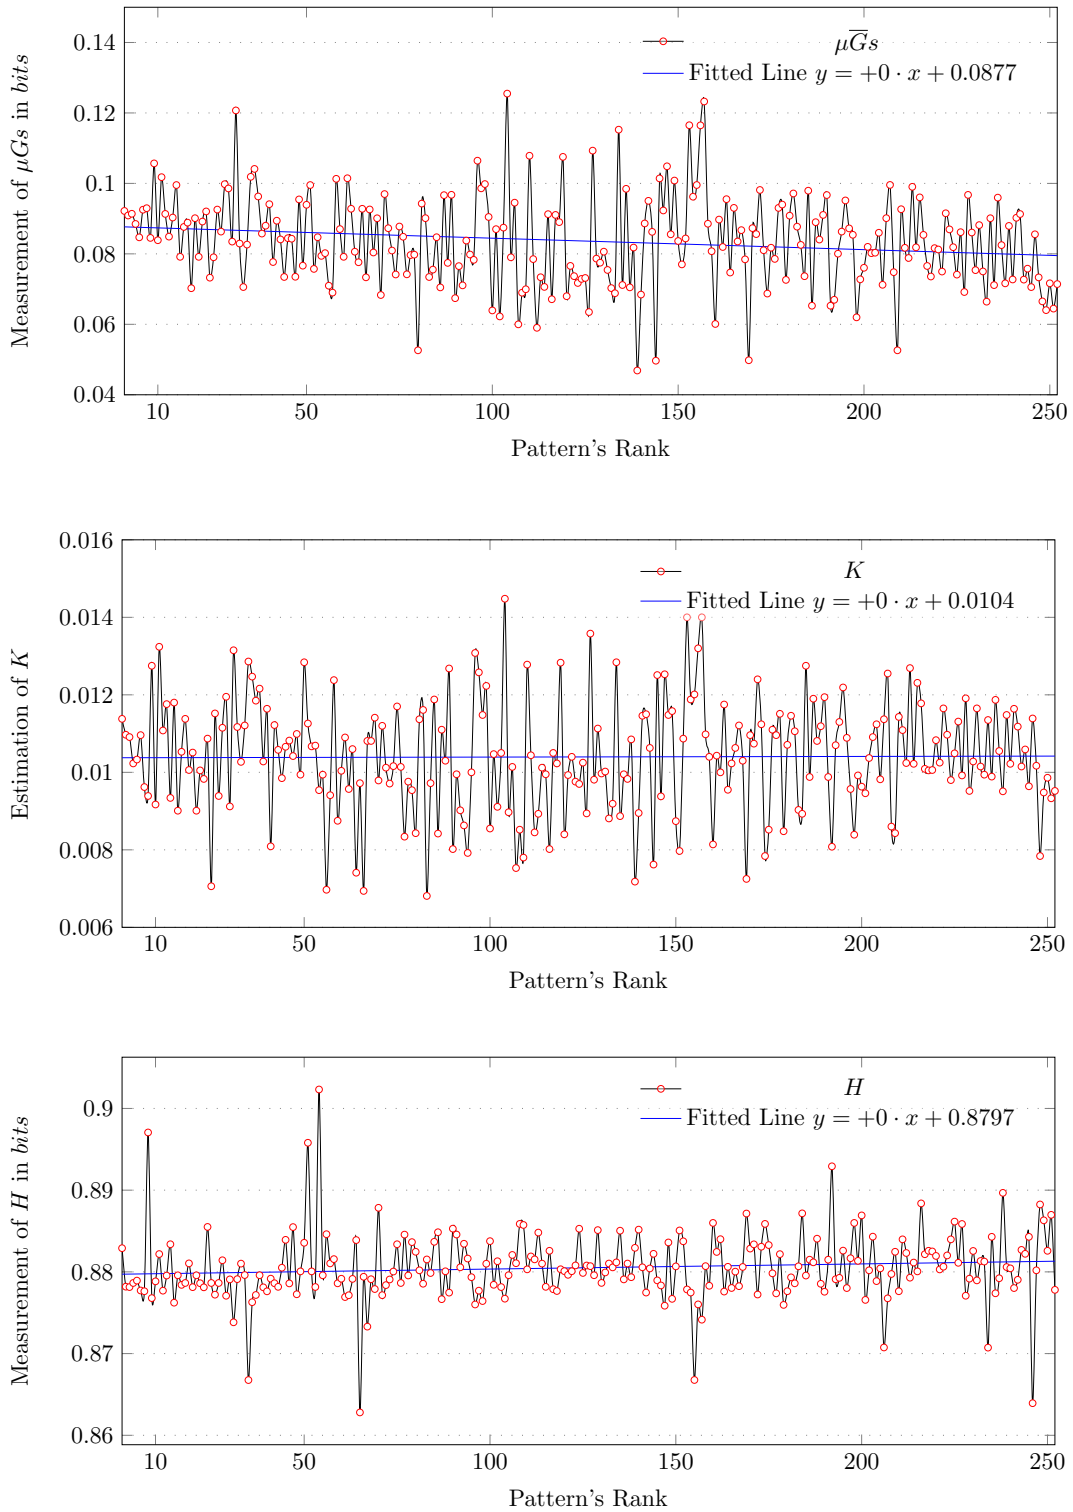 Measurement of μGs in bits
0.14
0.12
0.1
0.08
0.06
0.04
μG̅s
Fitted Line y = +0 · x + 0.0877
10 50 100 150 200 250
Pattern's Rank
Estimation of K
0.016
0.014
0.012
0.01
0.008
0.006
K
Fitted Line y = +0 · x + 0.0104
10 50 100 150 200 250
Pattern's Rank
Measurement of H in bits
0.9
0.89
0.88
0.87
0.86
H
Fitted Line y = +0 · x + 0.8797
10 50 100 150 200 250
Pattern's Rank